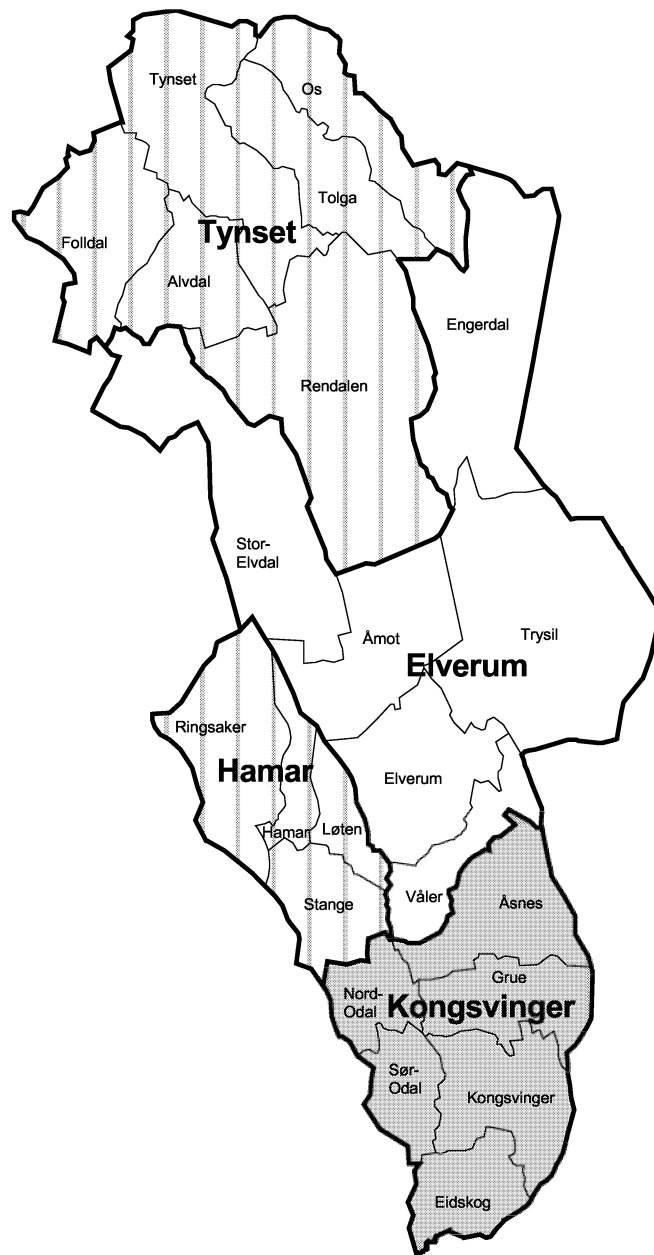 Tynset
Os
Tolga
Tynset
Folldal
Alvdal
Engerdal
Rendalen
Stor-
Elvdal
Åmot
Trysil
Elverum
Ringsaker
Hamar
Elverum
Hamar
Løten
Våler
Stange
Åsnes
Grue
Nord-
Odal
Kongsvinger
Sør-
Odal
Kongsvinger
Eidskog